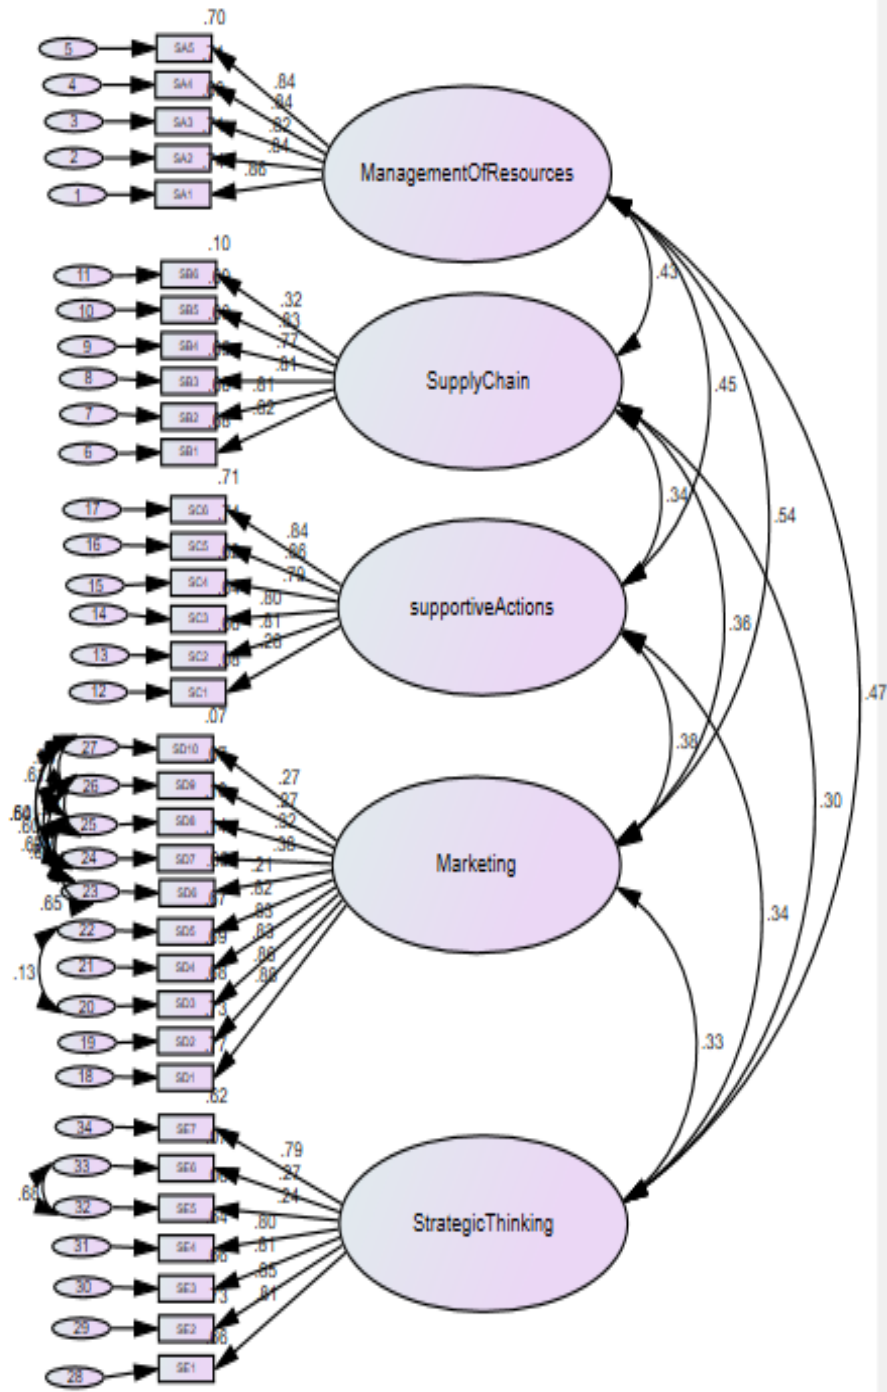 .70
5 SA5
.84
4 SA4
.84
3 SA3
.82
2 SA2
.84
1 SA1
.86
ManagementOfResources
.43
.10
11 SB6
.32
10 SB5
.83
9 SB4
.77
8 SB3
.81
7 SB2
.81
6 SB1
.82
SupplyChain
.45
.34
.54
.71
17 SC6
.84
16 SC5
.86
15 SC4
.79
14 SC3
.80
13 SC2
.81
12 SC1
.26
supportiveActions
.36
.47
.07
27 SD10
.27
26 SD9
.27
25 SD8
.32
24 SD7
.38
23 SD6
.21
.65
22 SD5
.82
21 SD4
.83
.13
20 SD3
.83
19 SD2
.86
18 SD1
.88
Marketing
.38
.30
.34
.33
.62
34 SE7
.79
33 SE6
.27
.68
32 SE5
.24
31 SE4
.80
30 SE3
.81
29 SE2
.85
28 SE1
.81
StrategicThinking